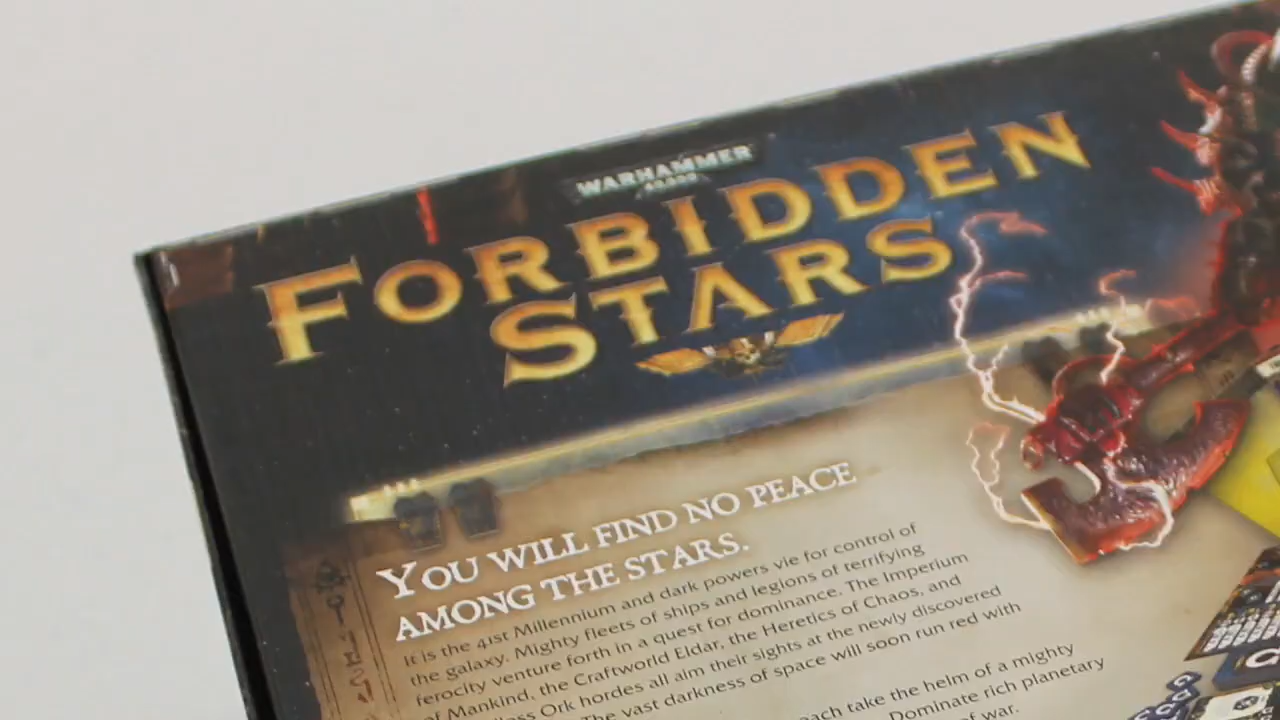 WARHAMMER
40,000
FORBIDDEN
STARS
YOU WILL FIND NO PEACE
AMONG THE STARS.
It is the 41st Millennium and dark powers vie for control of
the galaxy. Mighty fleets of ships and legions of terrifying
ferocity venture forth in a quest for dominance. The Imperium
of Mankind, the Craftworld Eldar, the Heretics of Chaos, and
Ork hordes all aim their sights at the newly discovered
The vast darkness of space will soon run red with
each take the helm of a mighty
Dominate rich planetary
of war.